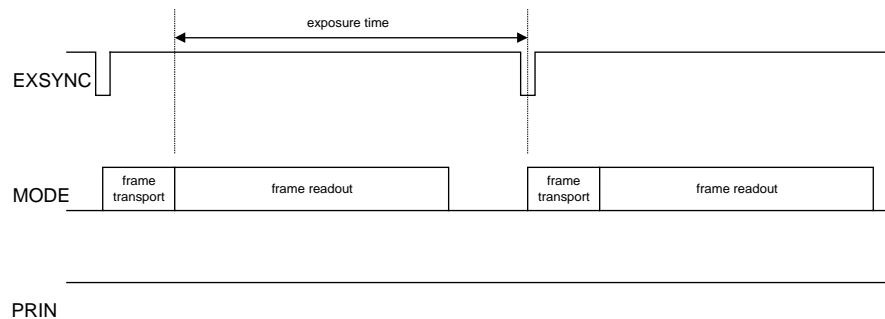 exposure time
EXSYNC
MODE
frame
transport
frame readout
frame
transport
frame readout
PRIN